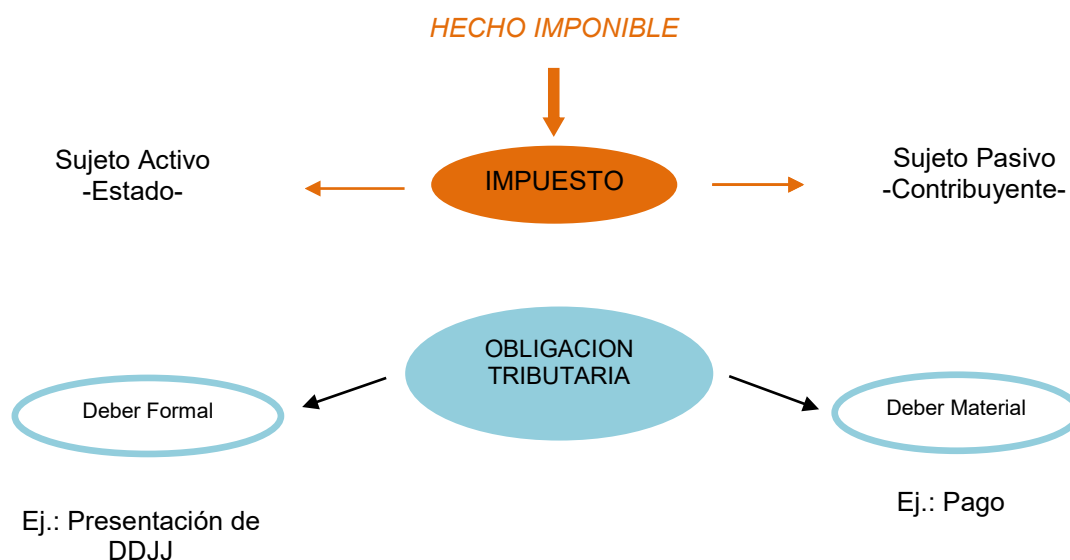 HECHO IMPONIBLE
Sujeto Activo
-Estado-
IMPUESTO
Sujeto Pasivo
-Contribuyente-
OBLIGACION
TRIBUTARIA
Deber Formal
Deber Material
Ej.: Presentación de
DDJJ
Ej.: Pago